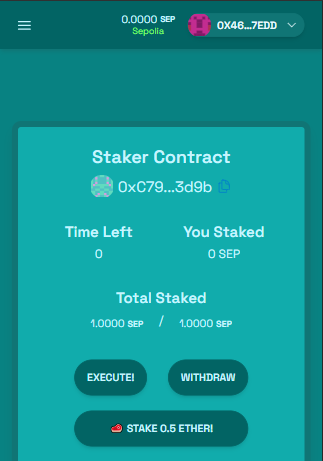 0.0000 SEP
Sepolia
0X46...7EDD
Staker Contract
0xC79...3d9b
Time Left
You Staked
0
0 SEP
Total Staked
1.0000 SEP / 1.0000 SEP
EXECUTE!
WITHDRAW
🥩 STAKE 0.5 ETHER!